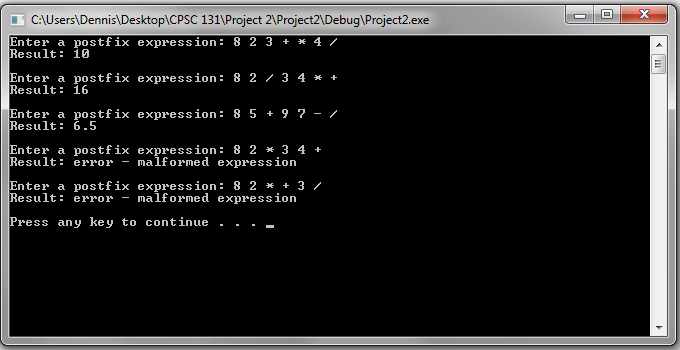 C:\Users\Dennis\Desktop\CPSC 131\Project 2\Project2\Debug\Project2.exe
Enter a postfix expression: 8 2 3 + * 4 /
Result: 10
Enter a postfix expression: 8 2 / 3 4 * +
Result: 16
Enter a postfix expression: 8 5 + 9 7 - /
Result: 6.5
Enter a postfix expression: 8 2 * 3 4 +
Result: error - malformed expression
Enter a postfix expression: 8 2 * + 3 /
Result: error - malformed expression
Press any key to continue . . . _